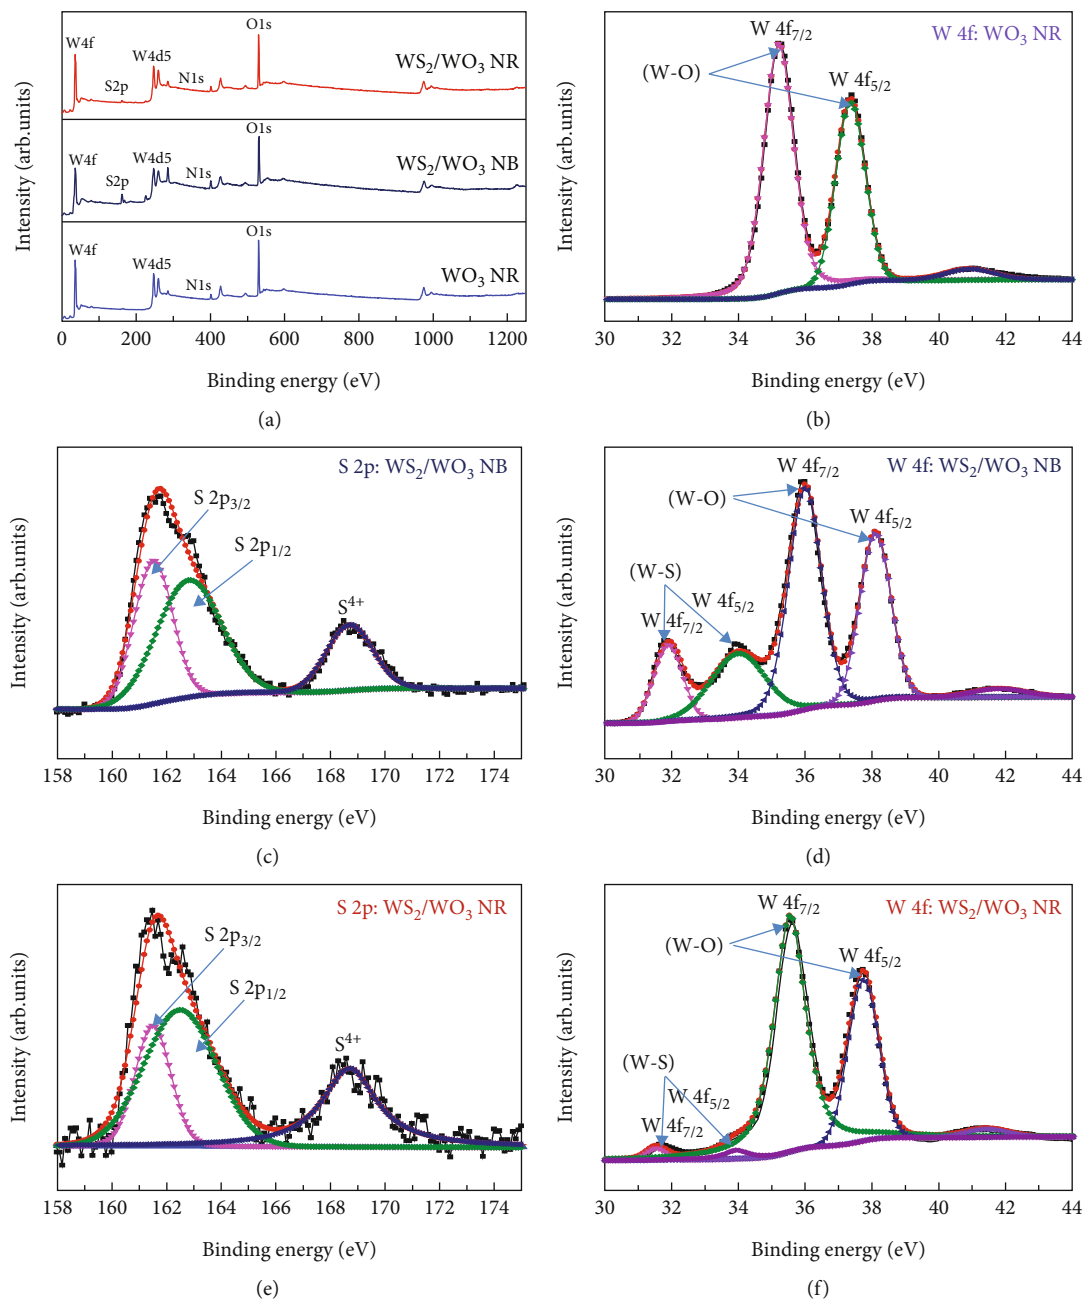 W4f
S2p
W4d5
N1s
O1s
WS2/WO3 NR
W4f
S2p
W4d5
N1s
O1s
WS2/WO3 NB
W4f
W4d5
N1s
O1s
WO3 NR
Intensity (arb.units)
0 200 400 600 800 1000 1200
Binding energy (eV)
(a)
W 4f: WO3 NR
W 4f7/2
(W-O)
W 4f5/2
Intensity (arb.units)
30 32 34 35 36 38 40 42 44
Binding energy (eV)
(b)
S 2p: WS2/WO3 NB
S 2p3/2
S 2p1/2
S4+
Intensity (arb.units)
158 160 162 164 166 168 170 172 174
Binding energy (eV)
(c)
W 4f: WS2/WO3 NB
W 4f7/2
(W-O)
W 4f5/2
(W-S)
W 4f5/2
W 4f7/2
Intensity (arb.units)
30 32 34 36 38 40 42 44
Binding energy (eV)
(d)
S 2p: WS2/WO3 NR
S 2p3/2
S 2p1/2
S4+
Intensity (arb.units)
158 160 162 164 166 168 170 172 174
Binding energy (eV)
(e)
W 4f: WS2/WO3 NR
W 4f7/2
(W-O)
W 4f5/2
(W-S)
W 4f5/2
W 4f7/2
Intensity (arb.units)
30 32 34 36 38 40 42 44
Binding energy (eV)
(f)